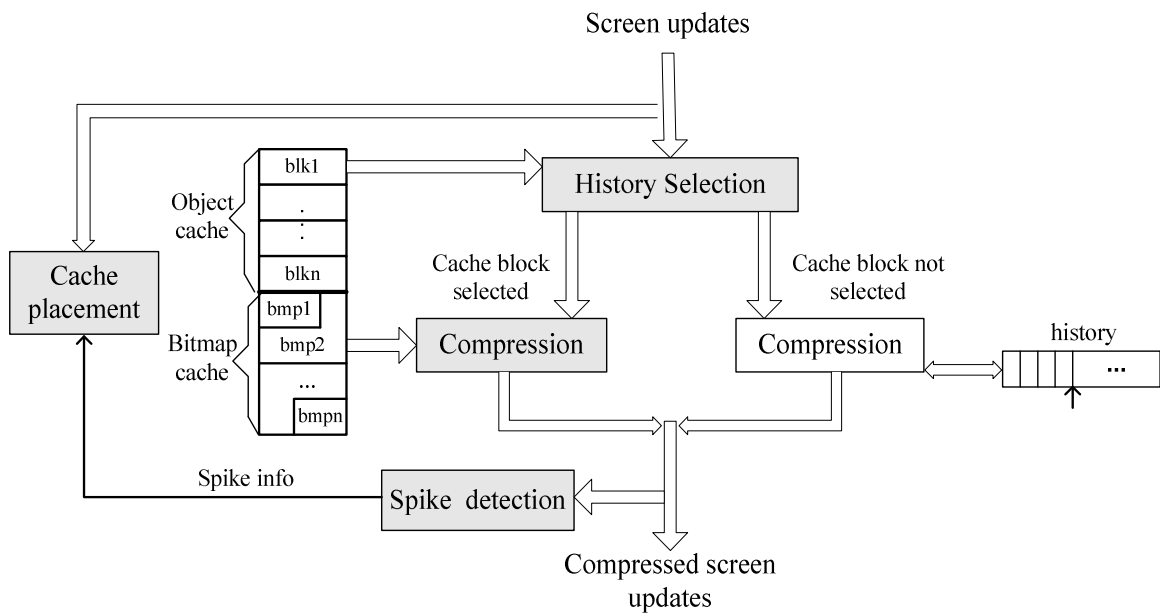 Screen updates
blk1
History Selection
Object
cache
.
:
blkn
Cache
placement
Cache block
selected
Cache block not
selected
bmp1
Bitmap
cache
bmp2
Compression
Compression
history
...
...
bmpn
Spike info
Spike detection
Compressed screen
updates